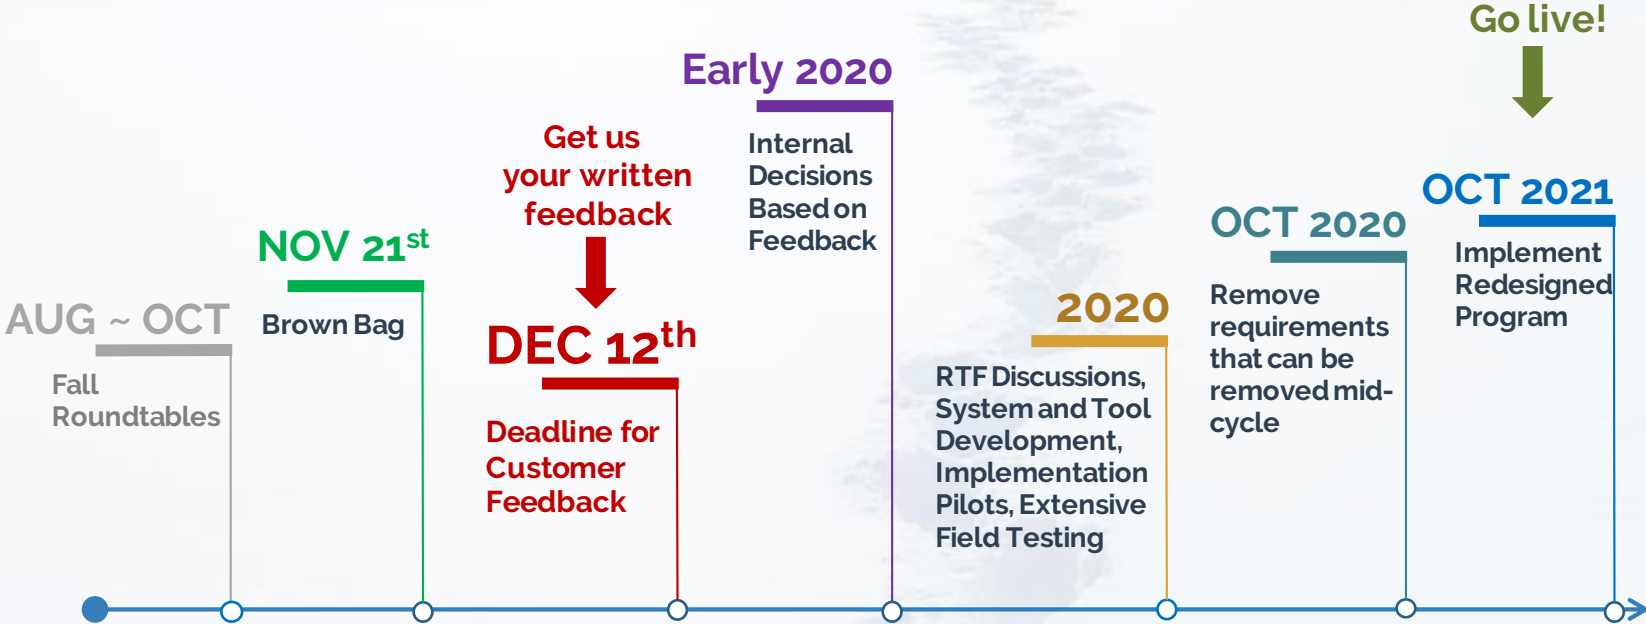 AUG ~ OCT
Fall
Roundtables
NOV 21st
Brown Bag
Get us
your written
feedback
DEC 12th
Deadline for
Customer
Feedback
Early 2020
Internal
Decisions
Based on
Feedback
2020
RTF Discussions,
System and Tool
Development,
Implementation
Pilots, Extensive
Field Testing
OCT 2020
Remove
requirements
that can be
removed mid-
cycle
Go live!
OCT 2021
Implement
Redesigned
Program